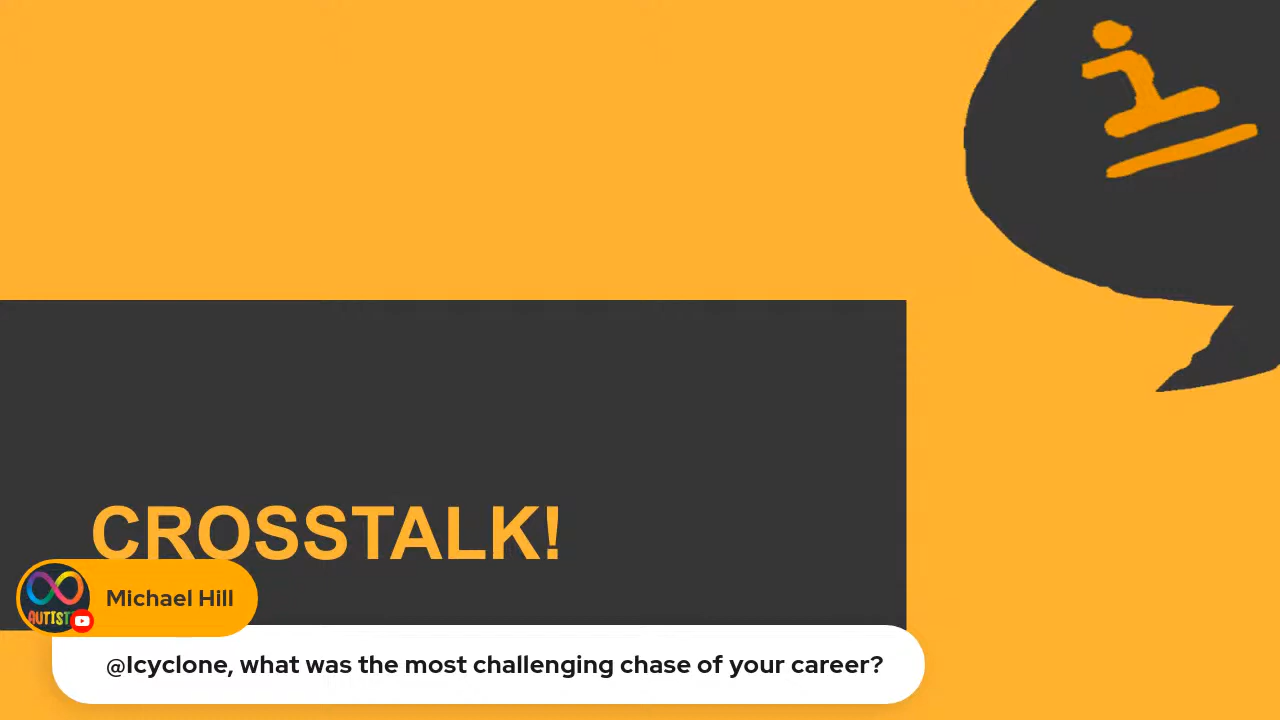 CROSSTALK!
Michael Hill
@Icyclone, what was the most challenging chase of your career?